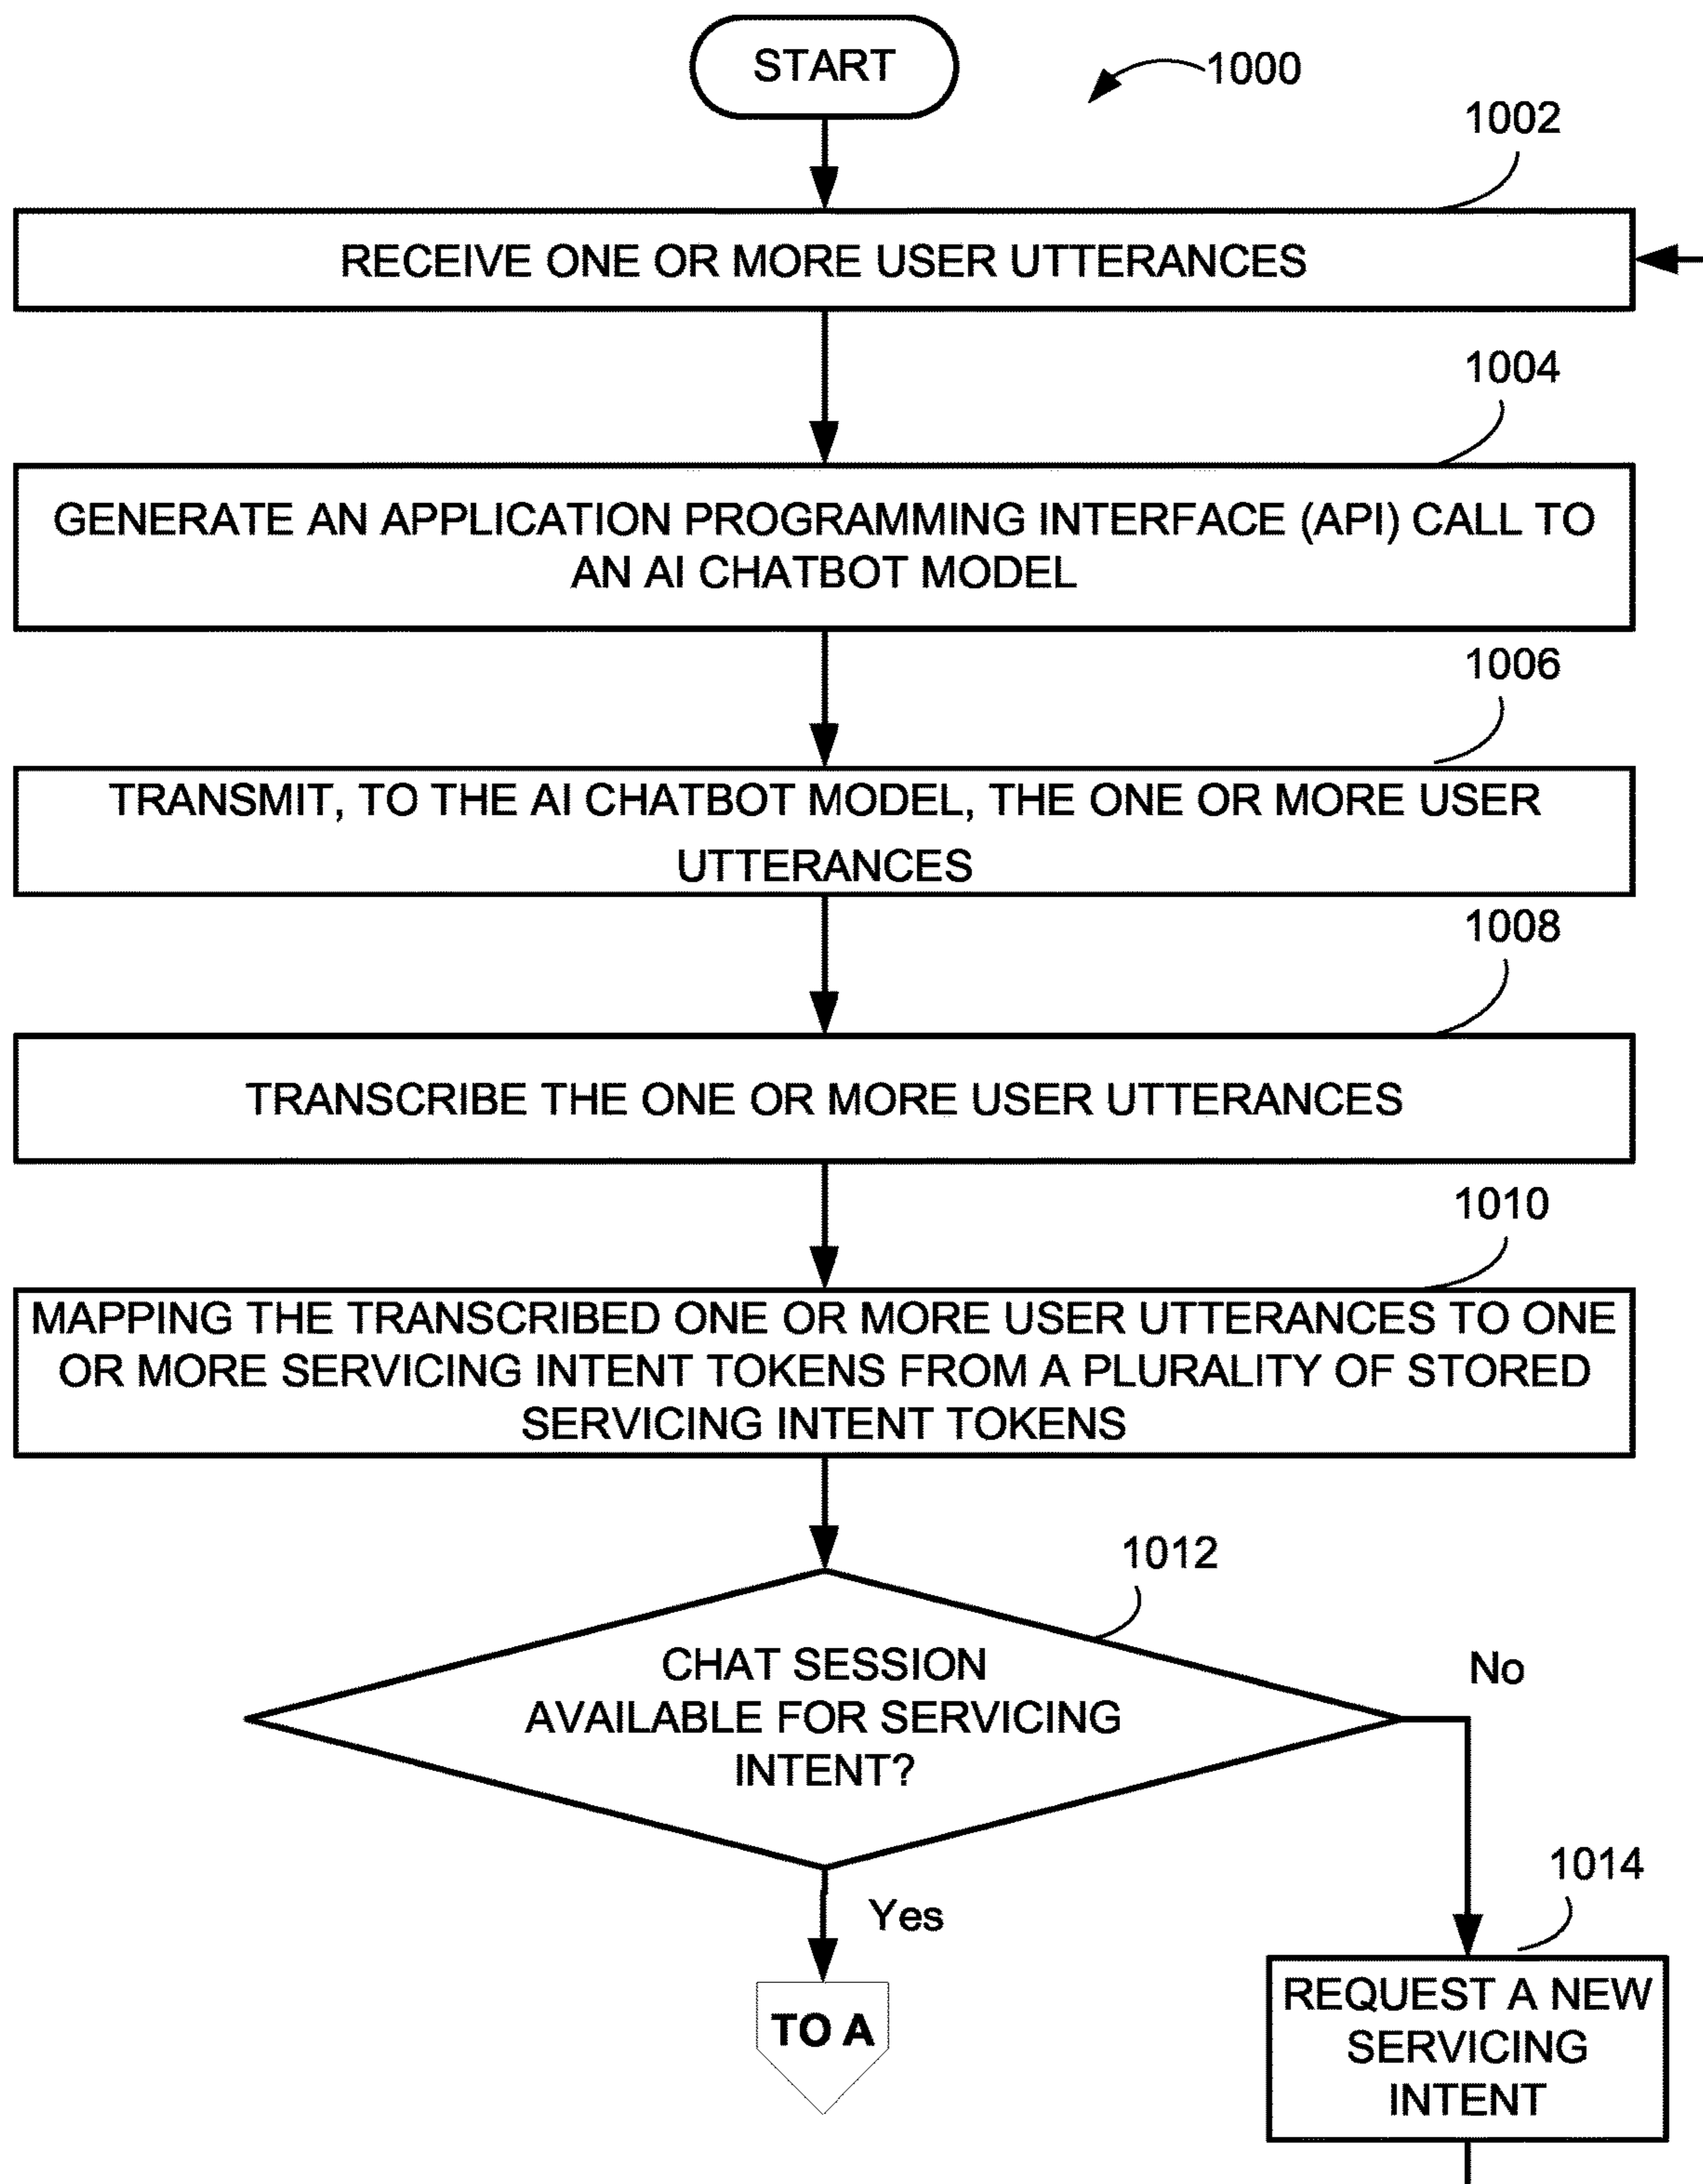 START
1000
1002
RECEIVE ONE OR MORE USER UTTERANCES
1004
GENERATE AN APPLICATION PROGRAMMING INTERFACE (API) CALL TO
AN AI CHATBOT MODEL
1006
TRANSMIT, TO THE AI CHATBOT MODEL, THE ONE OR MORE USER
UTTERANCES
1008
TRANSCRIBE THE ONE OR MORE USER UTTERANCES
1010
MAPPING THE TRANSCRIBED ONE OR MORE USER UTTERANCES TO ONE
OR MORE SERVICING INTENT TOKENS FROM A PLURALITY OF STORED
SERVICING INTENT TOKENS
1012
CHAT SESSION
AVAILABLE FOR SERVICING
INTENT?
No
Yes
TO A
1014
REQUEST A NEW
SERVICING
INTENT